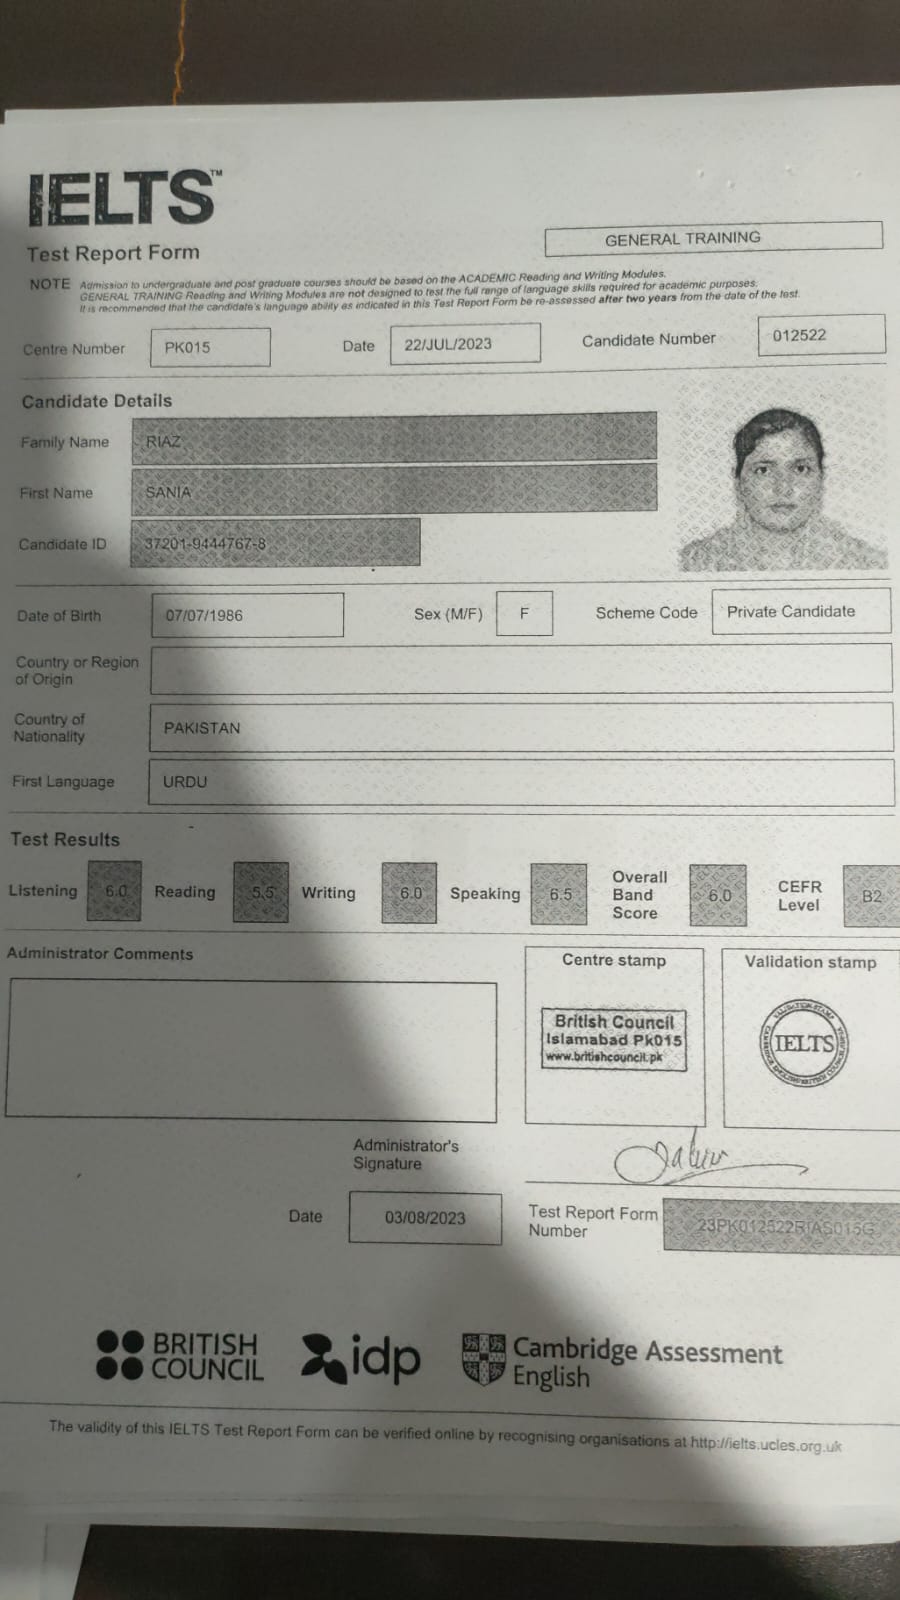 IELTS™
Test Report Form
GENERAL TRAINING
NOTE Admission to undergraduate and post graduate courses should be based on the ACADEMIC Reading and Writing Modules.
GENERAL TRAINING Reading and Writing Modules are not designed to test the full range of language skills required for academic purposes.
It is recommended that the candidate's language ability as indicated in this Test Report Form be re-assessed after two years from the date of the test.
Centre Number PK015 Date 22/JUL/2023 Candidate Number 012522
Candidate Details
Family Name RIAZ
First Name SANIA
Candidate ID 37201-9444767-8
Date of Birth 07/07/1986 Sex (M/F) F Scheme Code Private Candidate
Country or Region
of Origin
Country of
Nationality PAKISTAN
First Language URDU
Test Results
Listening 6.0 Reading 5.5 Writing 6.0 Speaking 6.5 Overall Band Score 6.0 CEFR Level B2
Administrator Comments
Centre stamp
Validation stamp
British Council
Islamabad Pk015
www.britishcouncil.pk
IELTS
Administrator's
Signature
Date 03/08/2023
Test Report Form
Number 23PK012522RIAS015G
BRITISH
COUNCIL
idp
Cambridge Assessment
English
The validity of this IELTS Test Report Form can be verified online by recognising organisations at http://ielts.ucles.org.uk